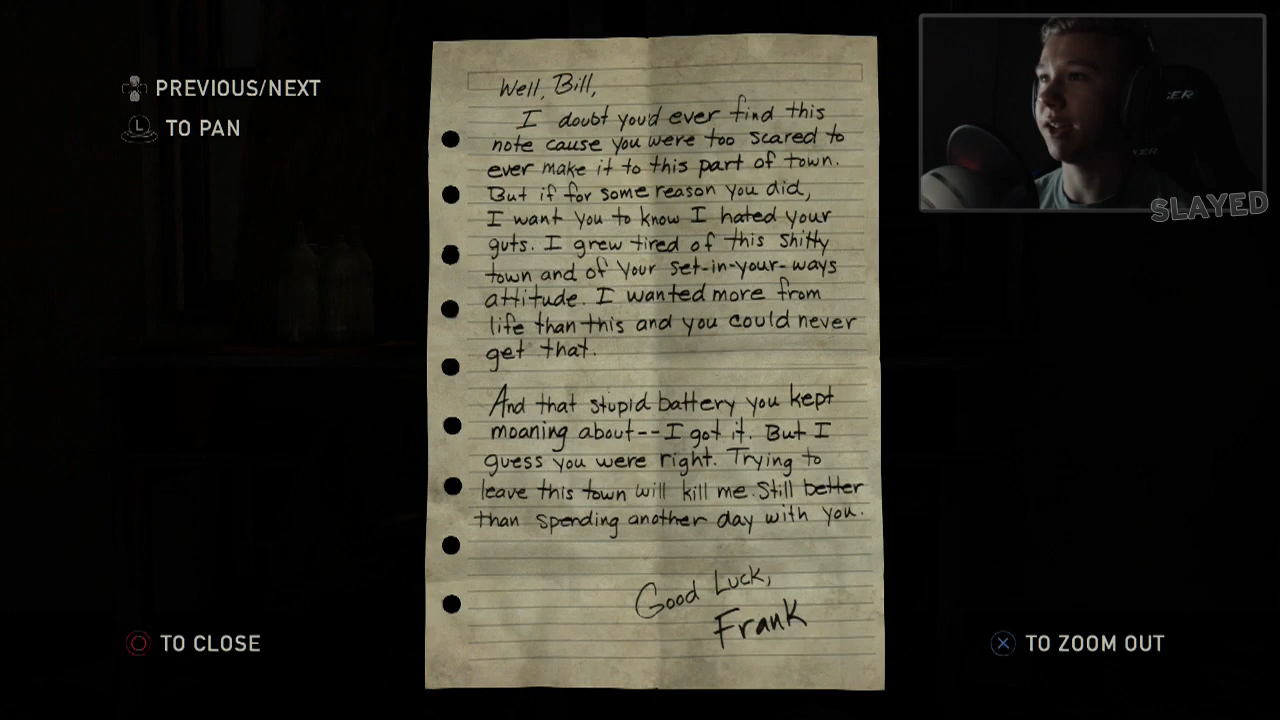 PREVIOUS/NEXT
L TO PAN
Well, Bill,
I doubt you'd ever find this
note cause you were too scared to
ever make it to this part of town.
But if for some reason you did,
I want you to know I hated your
guts. I grew tired of this shitty
town and of your set-in-your-ways
attitude. I wanted more from
life than this and you could never
get that.
And that stupid battery you kept
moaning about--I got it. But I
guess you were right. Trying to
leave this town will kill me. Still better
than spending another day with you.
Good Luck,
Frank
TO CLOSE
TO ZOOM OUT
SLAYED